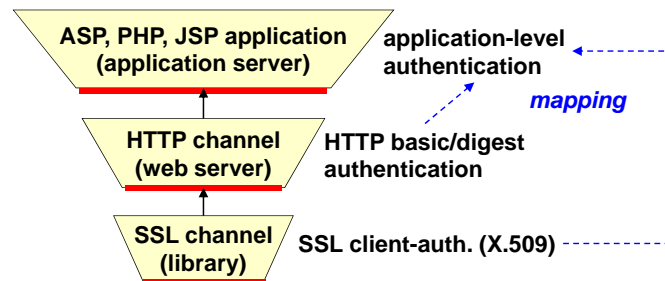 ASP, PHP, JSP application
(application server)
application-level
authentication
mapping
HTTP channel
(web server)
HTTP basic/digest
authentication
SSL channel
(library)
SSL client-auth. (X.509)